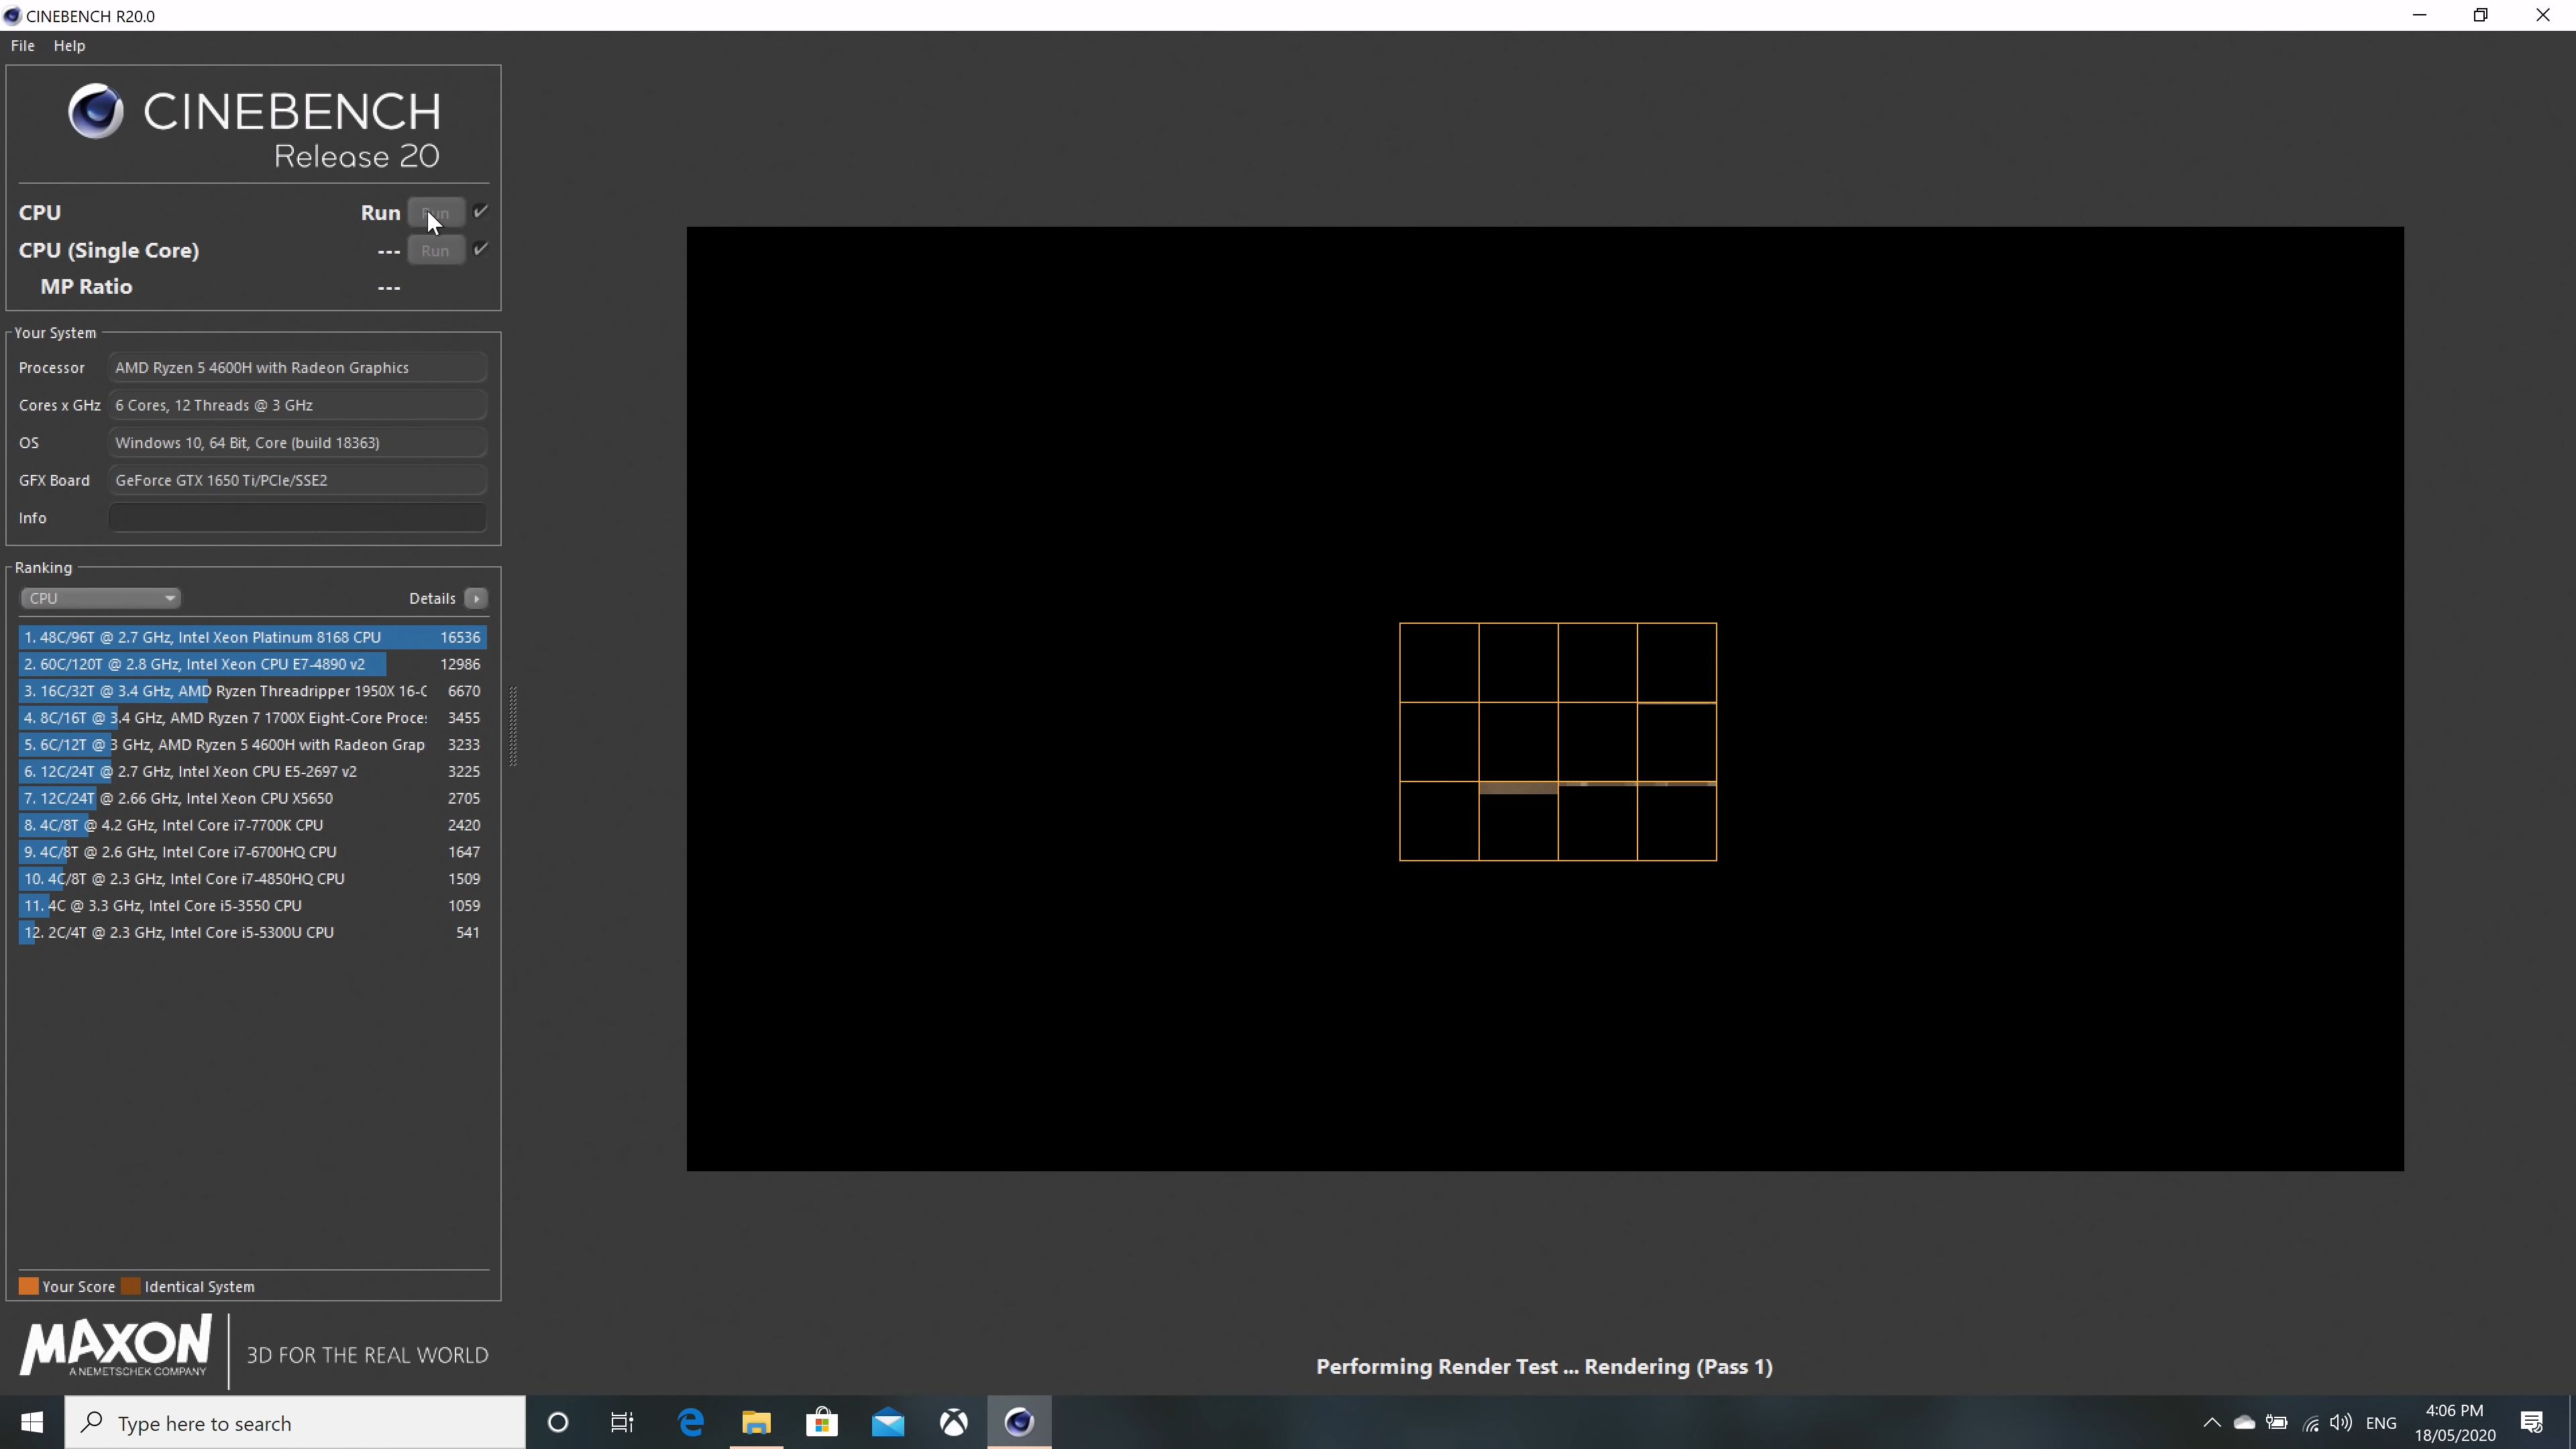 CINEBENCH R20.0
File Help
CINEBENCH
Release 20
CPU Run Run
CPU (Single Core) --- Run
MP Ratio ---
Your System
Processor AMD Ryzen 5 4600H with Radeon Graphics
Cores x GHz 6 Cores, 12 Threads @ 3 GHz
OS Windows 10, 64 Bit, Core (build 18363)
GFX Board GeForce GTX 1650 Ti/PCIe/SSE2
Info
Ranking
CPU Details
1. 48C/96T @ 2.7 GHz, Intel Xeon Platinum 8168 CPU 16536
2. 60C/120T @ 2.8 GHz, Intel Xeon CPU E7-4890 v2 12986
3. 16C/32T @ 3.4 GHz, AMD Ryzen Threadripper 1950X 16-C 6670
4. 8C/16T @ 3.4 GHz, AMD Ryzen 7 1700X Eight-Core Proce: 3455
5. 6C/12T @ 3 GHz, AMD Ryzen 5 4600H with Radeon Grap 3233
6. 12C/24T @ 2.7 GHz, Intel Xeon CPU E5-2697 v2 3225
7. 12C/24T @ 2.66 GHz, Intel Xeon CPU X5650 2705
8. 4C/8T @ 4.2 GHz, Intel Core i7-7700K CPU 2420
9. 4C/8T @ 2.6 GHz, Intel Core i7-6700HQ CPU 1647
10. 4C/8T @ 2.3 GHz, Intel Core i7-4850HQ CPU 1509
11. 4C @ 3.3 GHz, Intel Core i5-3550 CPU 1059
12. 2C/4T @ 2.3 GHz, Intel Core i5-5300U CPU 541
Your Score Identical System
MAXON
A NEMETSCHEK COMPANY
3D FOR THE REAL WORLD
Performing Render Test ... Rendering (Pass 1)
Type here to search
ENG
4:06 PM
18/05/2020